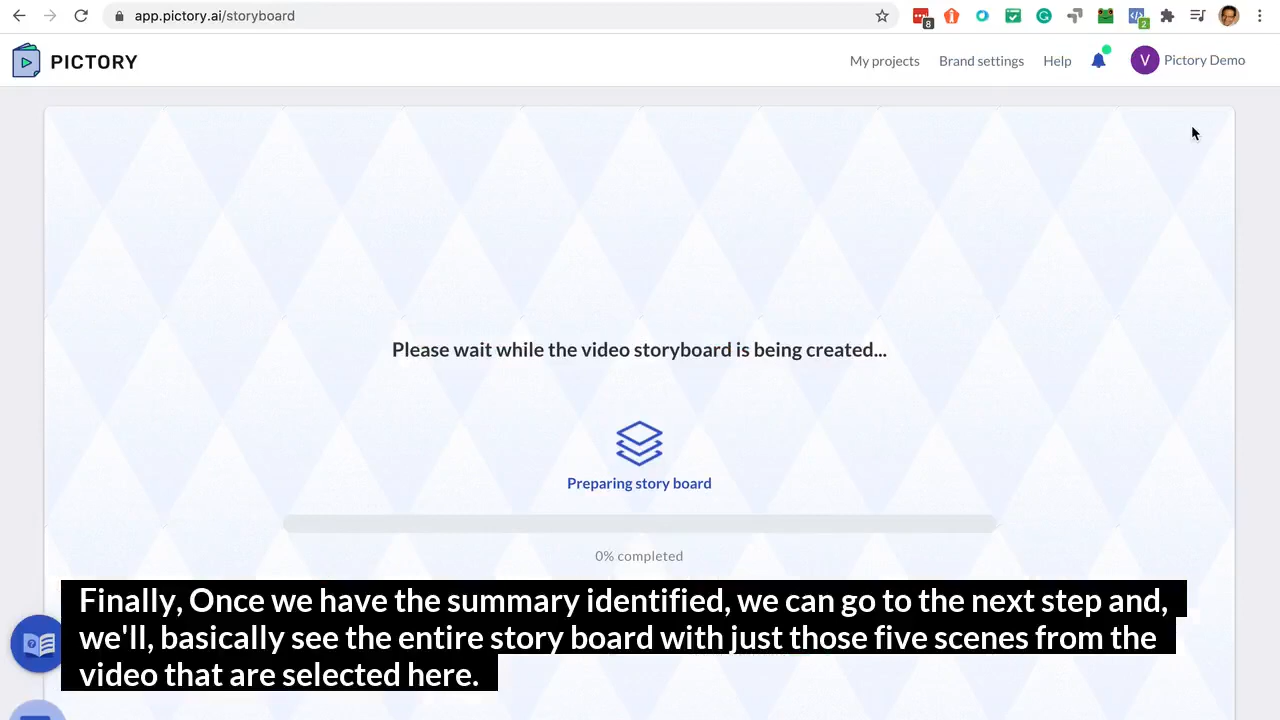 app.pictory.ai/storyboard
8
2
PICTORY
My projects
Brand settings
Help
V
Pictory Demo
Please wait while the video storyboard is being created...
Preparing story board
0% completed
Finally, Once we have the summary identified, we can go to the next step and,
we'll, basically see the entire story board with just those five scenes from the
video that are selected here.